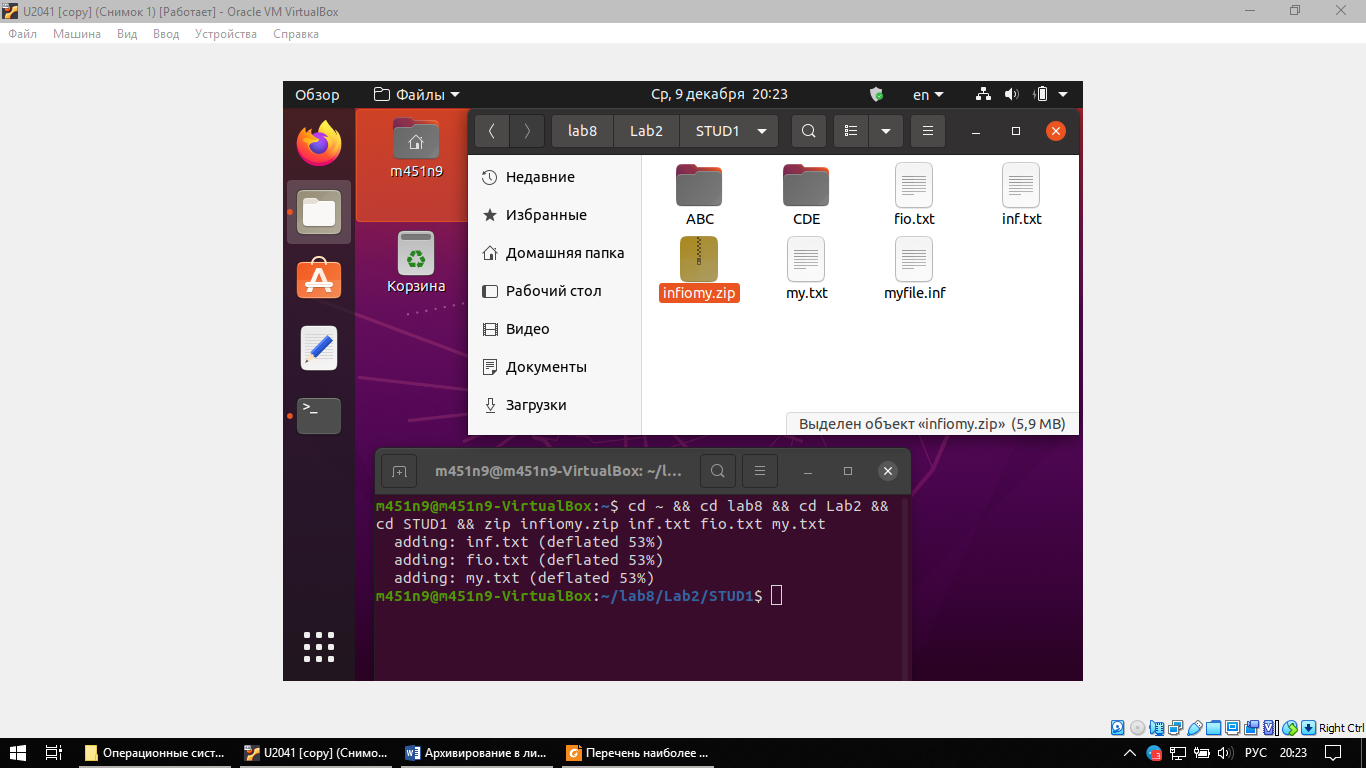 U2041 [copy] (Снимок 1) [Работает] - Oracle VM VirtualBox
Файл Машина Вид Ввод Устройства Справка
Обзор Файлы Ср, 9 декабря 20:23 en
lab8 Lab2 STUD1
m451n9
Корзина
Недавние
Избранные
Домашняя папка
Рабочий стол
Видео
Документы
Загрузки
ABC CDE fio.txt inf.txt
infiomy.zip my.txt myfile.inf
Выделен объект «infiomy.zip» (5,9 MB)
m451n9@m451n9-VirtualBox: ~/l...
m451n9@m451n9-VirtualBox:~$ cd ~ && cd lab8 && cd Lab2 &&
cd STUD1 && zip infiomy.zip inf.txt fio.txt my.txt
adding: inf.txt (deflated 53%)
adding: fio.txt (deflated 53%)
adding: my.txt (deflated 53%)
m451n9@m451n9-VirtualBox:~/lab8/Lab2/STUD1$
Right Ctrl
Операционные сист... U2041 [copy] (Снимо... Архивирование в ли... Перечень наиболее ... РУС 20:23